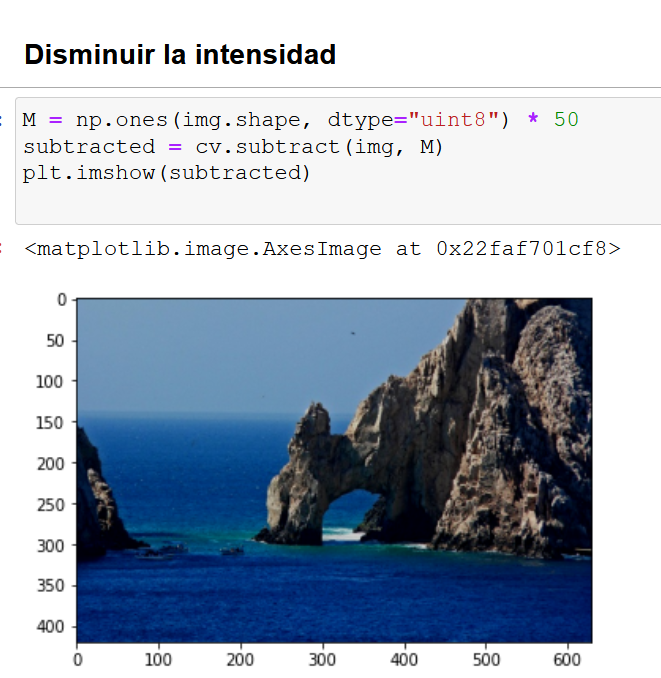 Disminuir la intensidad
M = np.ones(img.shape, dtype="uint8") * 50
subtracted = cv.subtract(img, M)
plt.imshow(subtracted)
<matplotlib.image.AxesImage at 0x22faf701cf8>
0
50
100
150
200
250
300
350
400
0 100 200 300 400 500 600